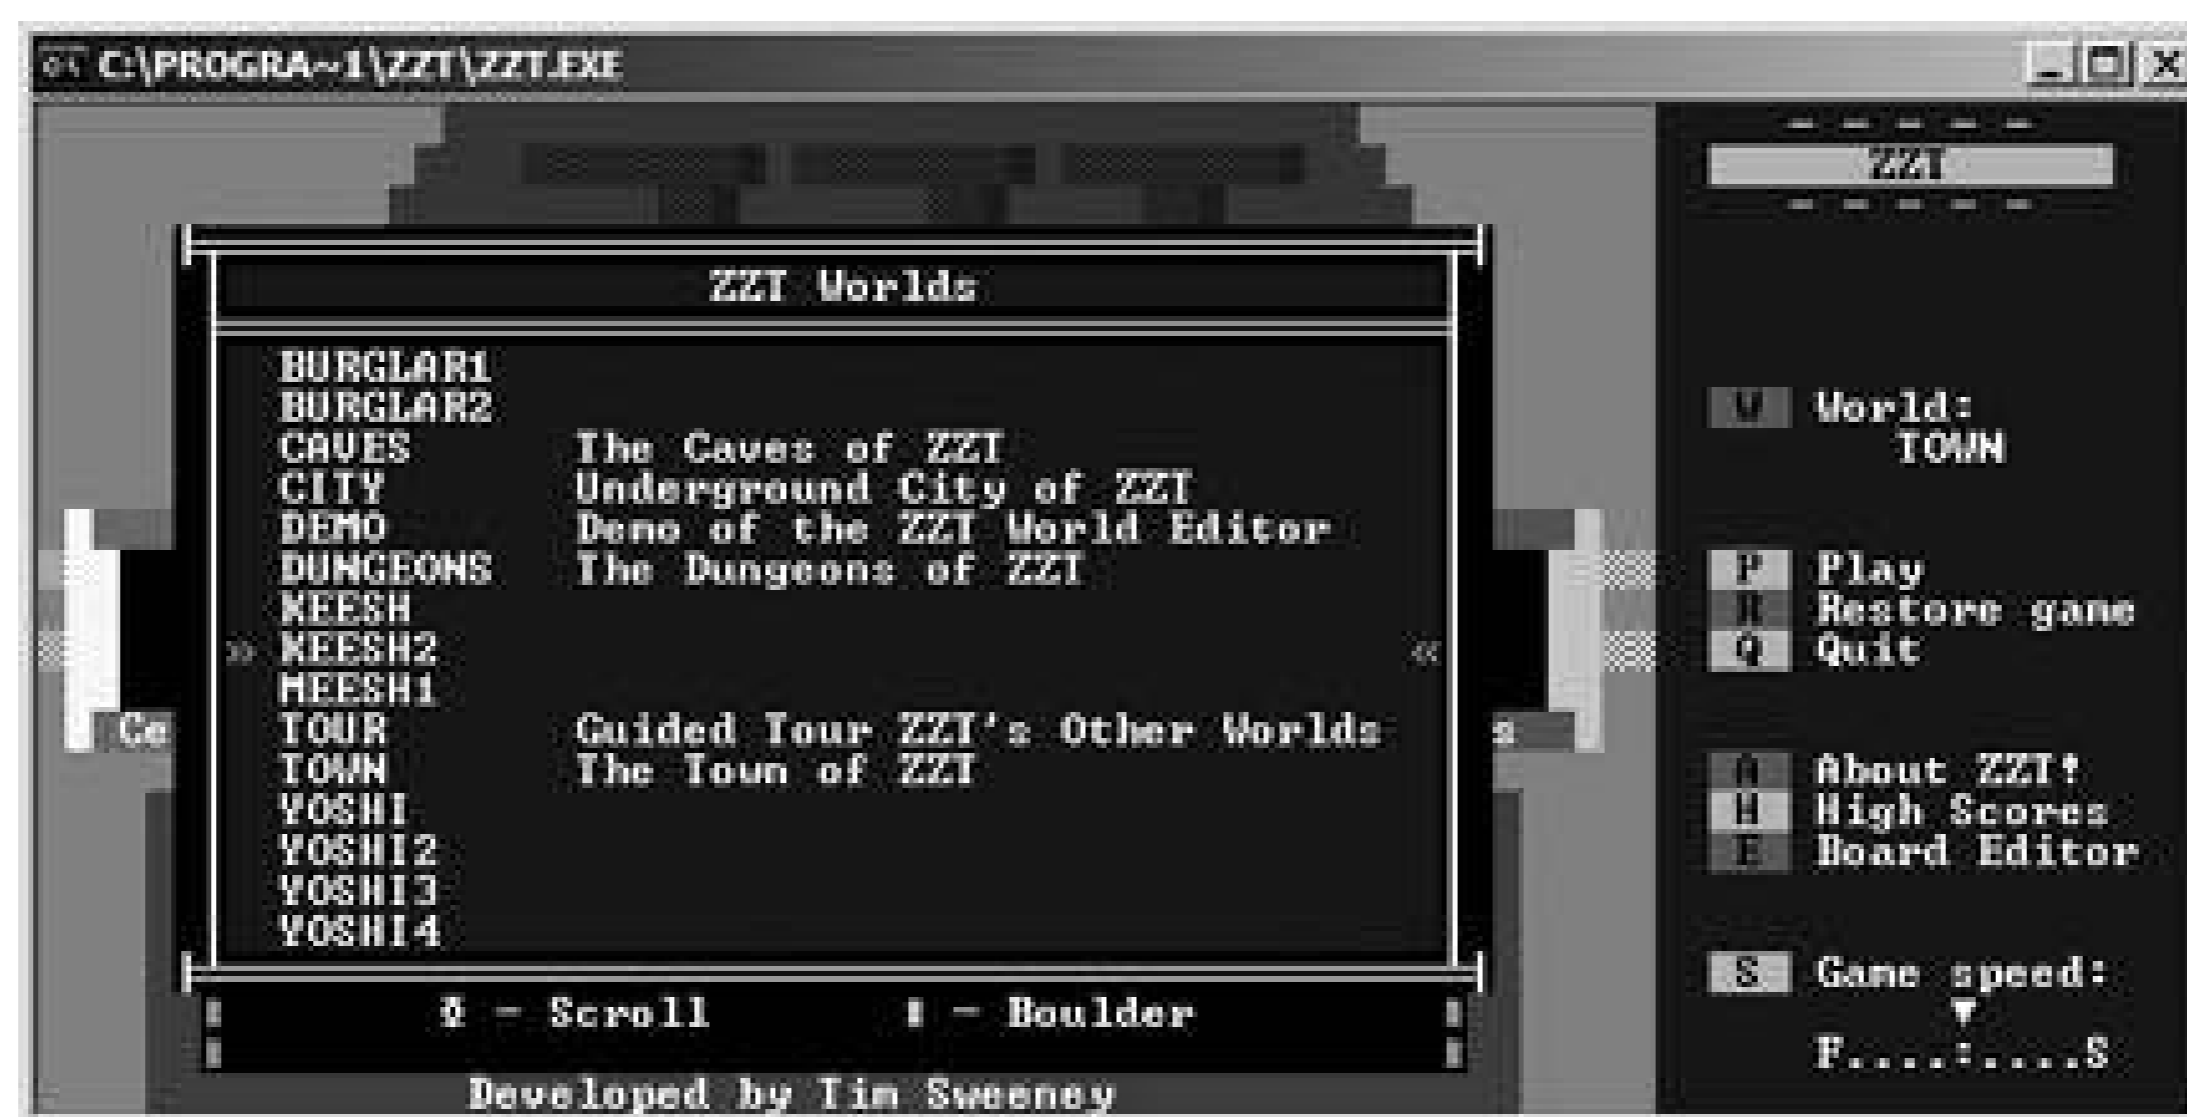 C:\PROGRA~1\ZZT\ZZT.EXE
- - - - -
ZZT
- - - - -
ZZT Worlds
BURGLAR1
BURGLAR2
CAVES The Caves of ZZT
CITY Underground City of ZZT
DEMO Demo of the ZZT World Editor
DUNGEONS The Dungeons of ZZT
KEESH
» KEESH2 «
MEESH1
TOUR Guided Tour ZZT's Other Worlds
TOWN The Town of ZZT
YOSHI
YOSHI2
YOSHI3
YOSHI4
Ce
s
- Scroll - Boulder
Developed by Tim Sweeney
W World:
TOWN
P Play
R Restore game
Q Quit
A About ZZT!
H High Scores
E Board Editor
S Game speed:
F....:....S